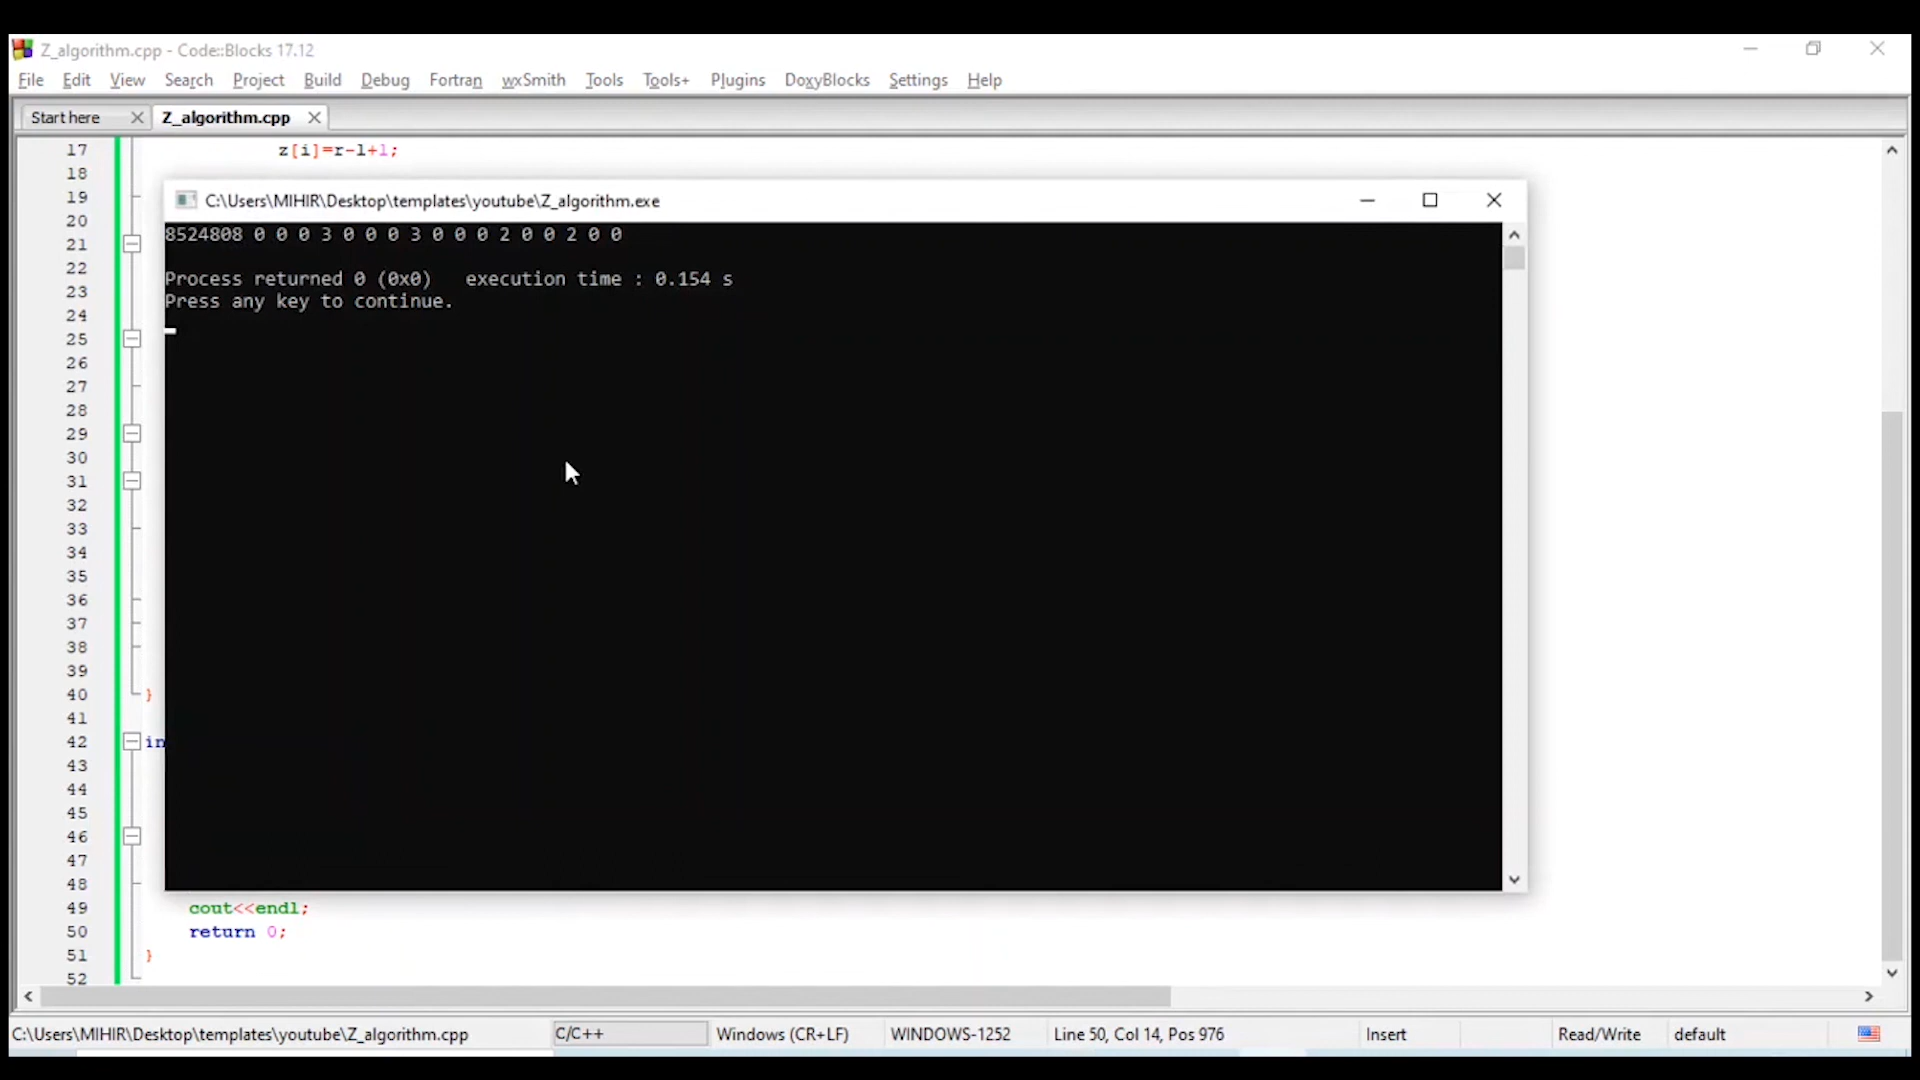 Z_algorithm.cpp - Code::Blocks 17.12
File Edit View Search Project Build Debug Fortran wxSmith Tools Tools+ Plugins DoxyBlocks Settings Help
Start here Z_algorithm.cpp
17 z[i]=r-l+1;
18
19 C:\Users\MIHIR\Desktop\templates\youtube\Z_algorithm.exe
20 8524808 0 0 0 3 0 0 0 3 0 0 0 2 0 0 2 0 0
21
22 Process returned 0 (0x0) execution time : 0.154 s
23 Press any key to continue.
24
25
26
27
28
29
30
31
32
33
34
35
36
37
38
39
40 }
41
42 in
43
44
45
46
47
48
49 cout<<endl;
50 return 0;
51 }
52
C:\Users\MIHIR\Desktop\templates\youtube\Z_algorithm.cpp C/C++ Windows (CR+LF) WINDOWS-1252 Line 50, Col 14, Pos 976 Insert Read/Write default